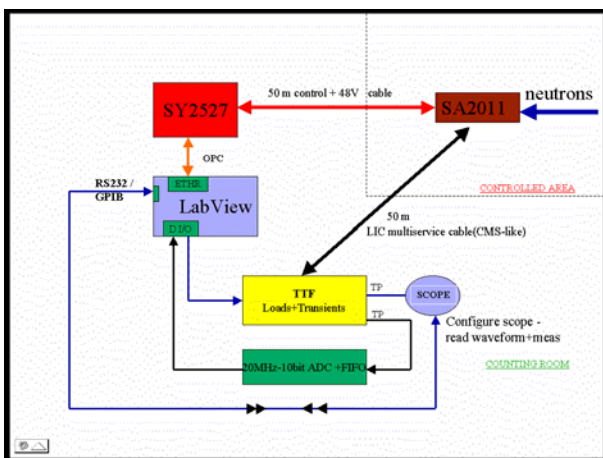 50 m control + 48V cable
neutrons
SY2527
SA2011
OPC
RS232 /
GPIB
ETHR
CONTROLLED AREA
LabView
50 m
LIC multiservice cable(CMS-like)
D I/O
TTF
Loads+Transients
TP
SCOPE
TP
Configure scope -
read waveform+meas
20MHz-10bit ADC +FIFO
COUNTING ROOM